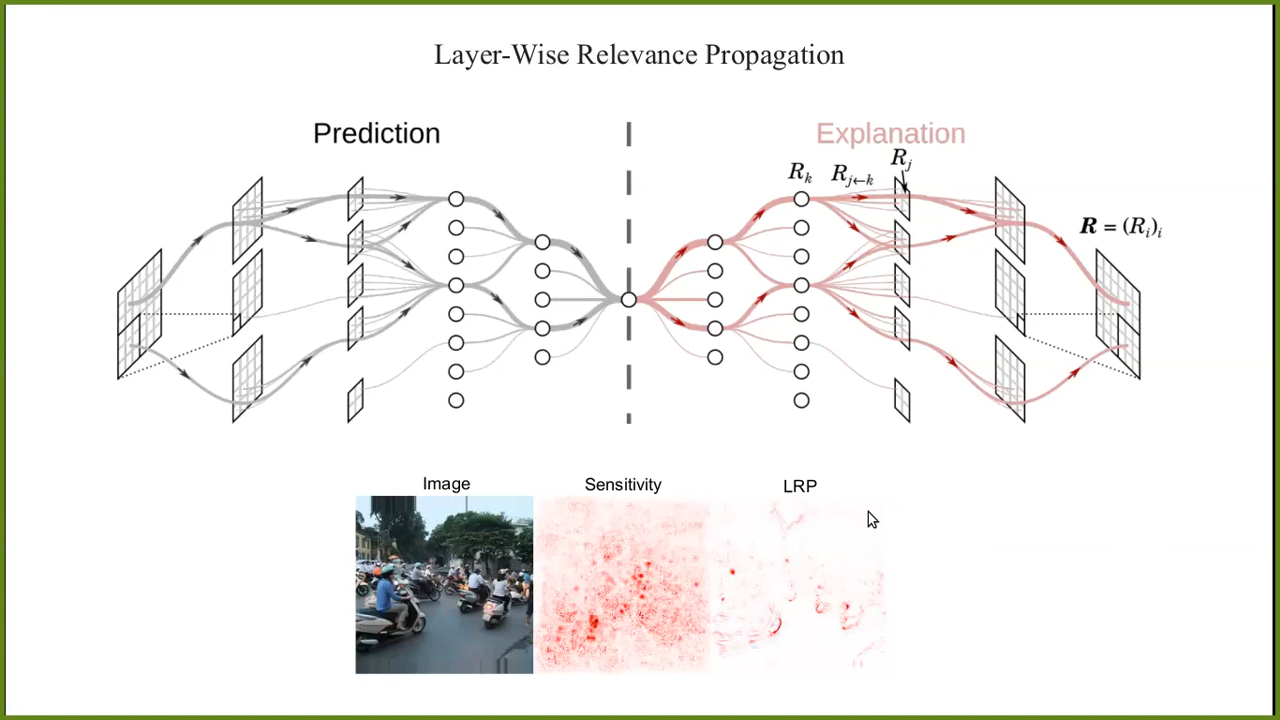 Layer-Wise Relevance Propagation
Prediction
Explanation
R_k
R_{j←k}
R_j
R = (R_i)_i
Image
Sensitivity
LRP